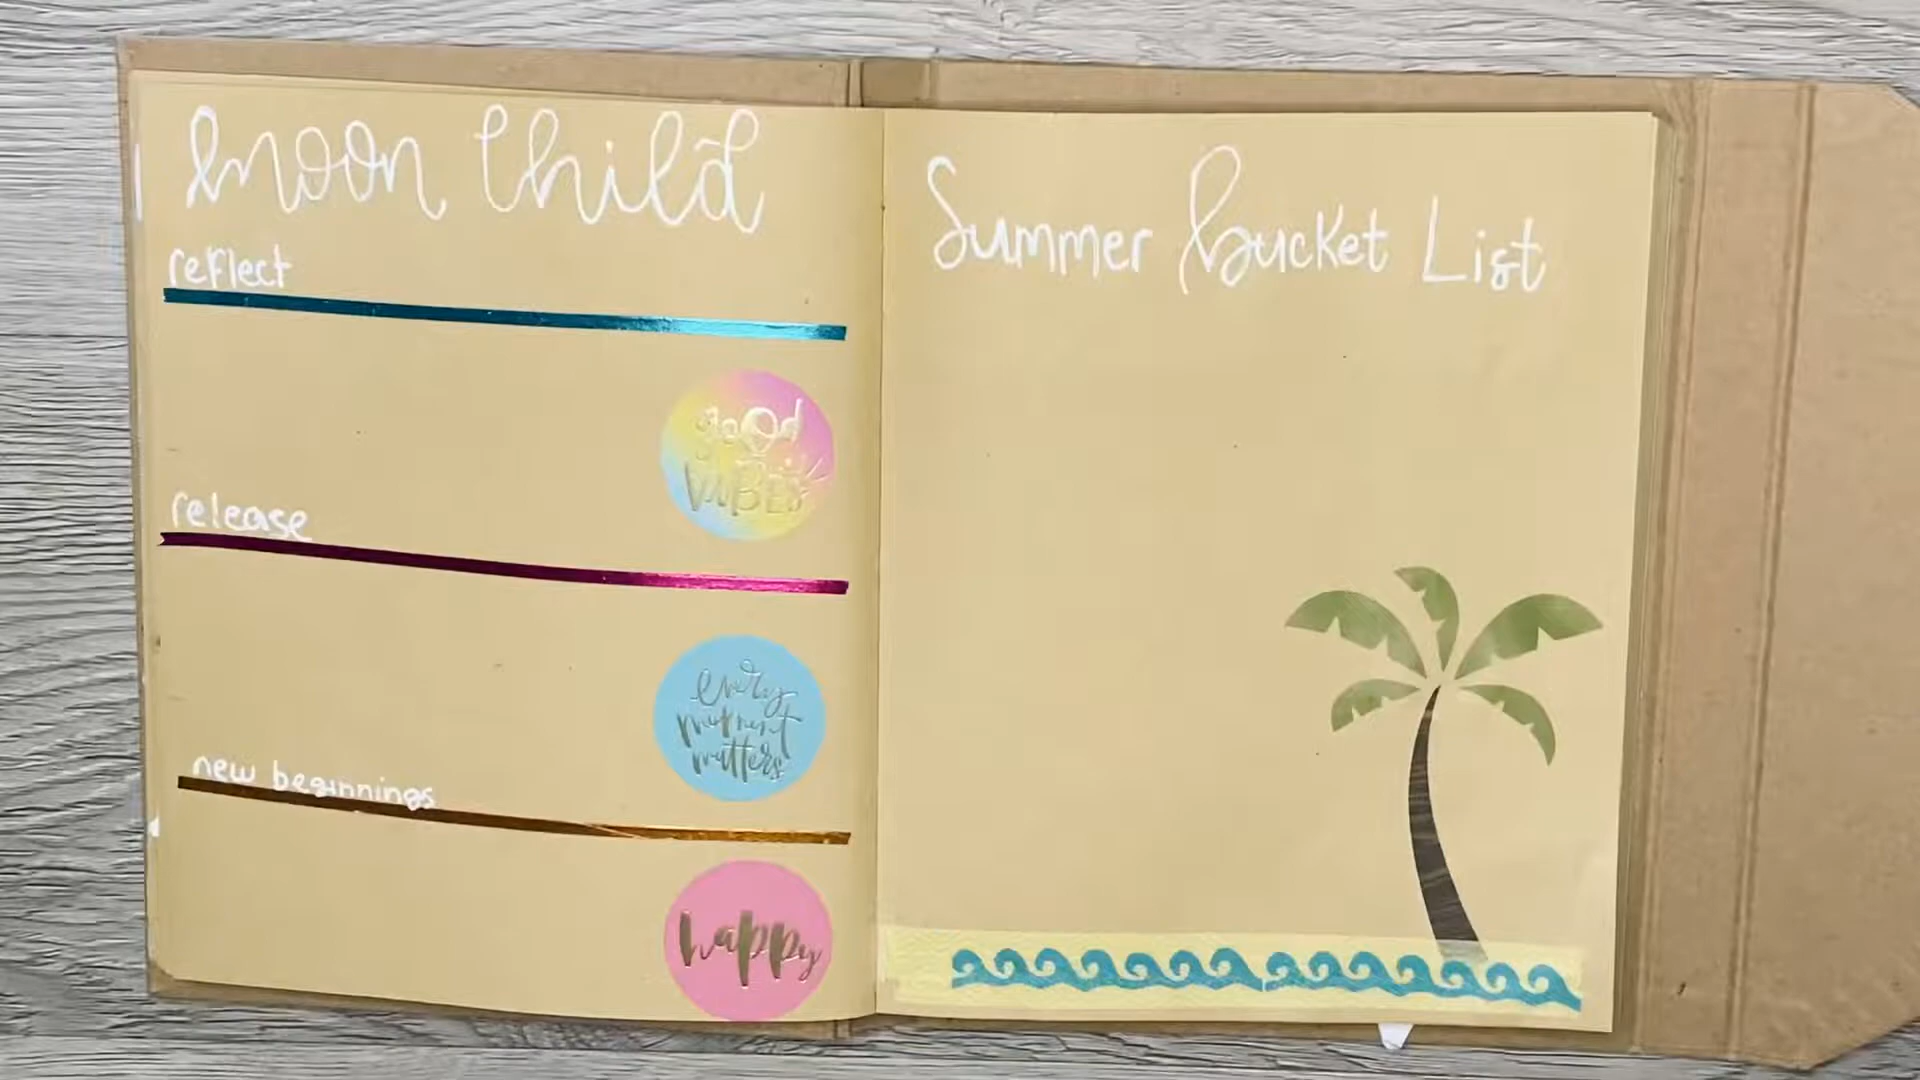 Moon Child
reflect
good
VIBES
release
every
moment
matters
new beginnings
happy
Summer Bucket List